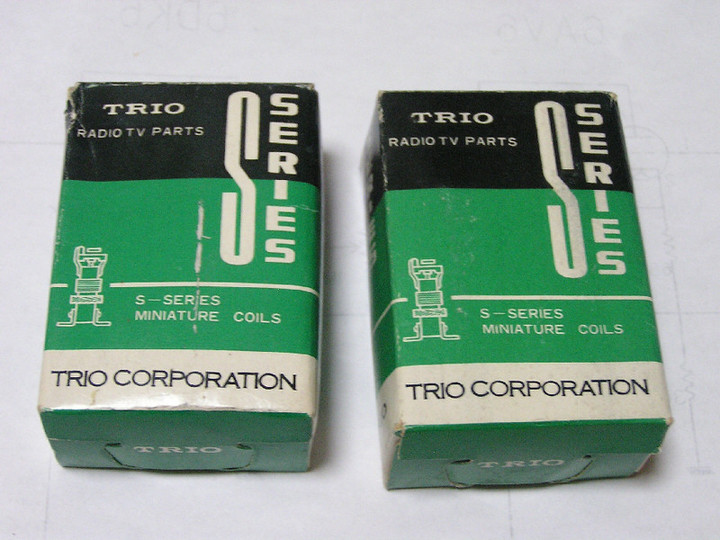 TRIO
RADIO TV PARTS
S SERIES
S-SERIES
MINIATURE COILS
TRIO CORPORATION
TRIO
TRIO
RADIO TV PARTS
S SERIES
S-SERIES
MINIATURE COILS
TRIO CORPORATION
TRIO
6AV6